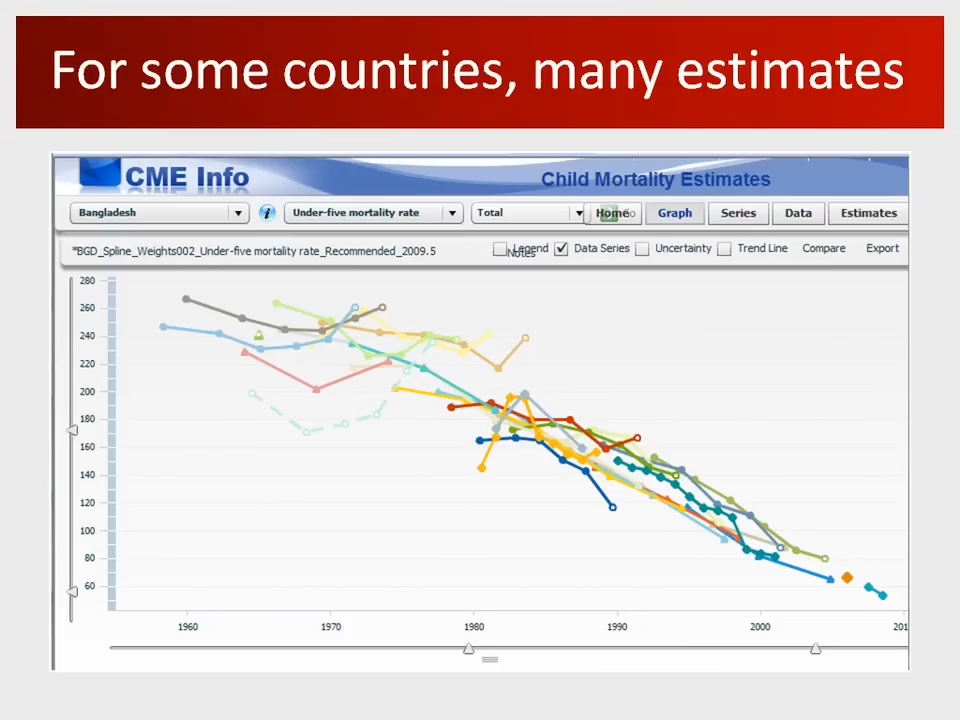 For some countries, many estimates
CME Info
Child Mortality Estimates
Bangladesh
Under-five mortality rate
Total
Home
Graph
Series
Data
Estimates
*BGD_Spline_Weights002_Under-five mortality rate_Recommended_2009.5
Legend
Notes
Data Series
Uncertainty
Trend Line
Compare
Export
280
260
240
220
200
180
160
140
120
100
80
60
1960
1970
1980
1990
2000
201